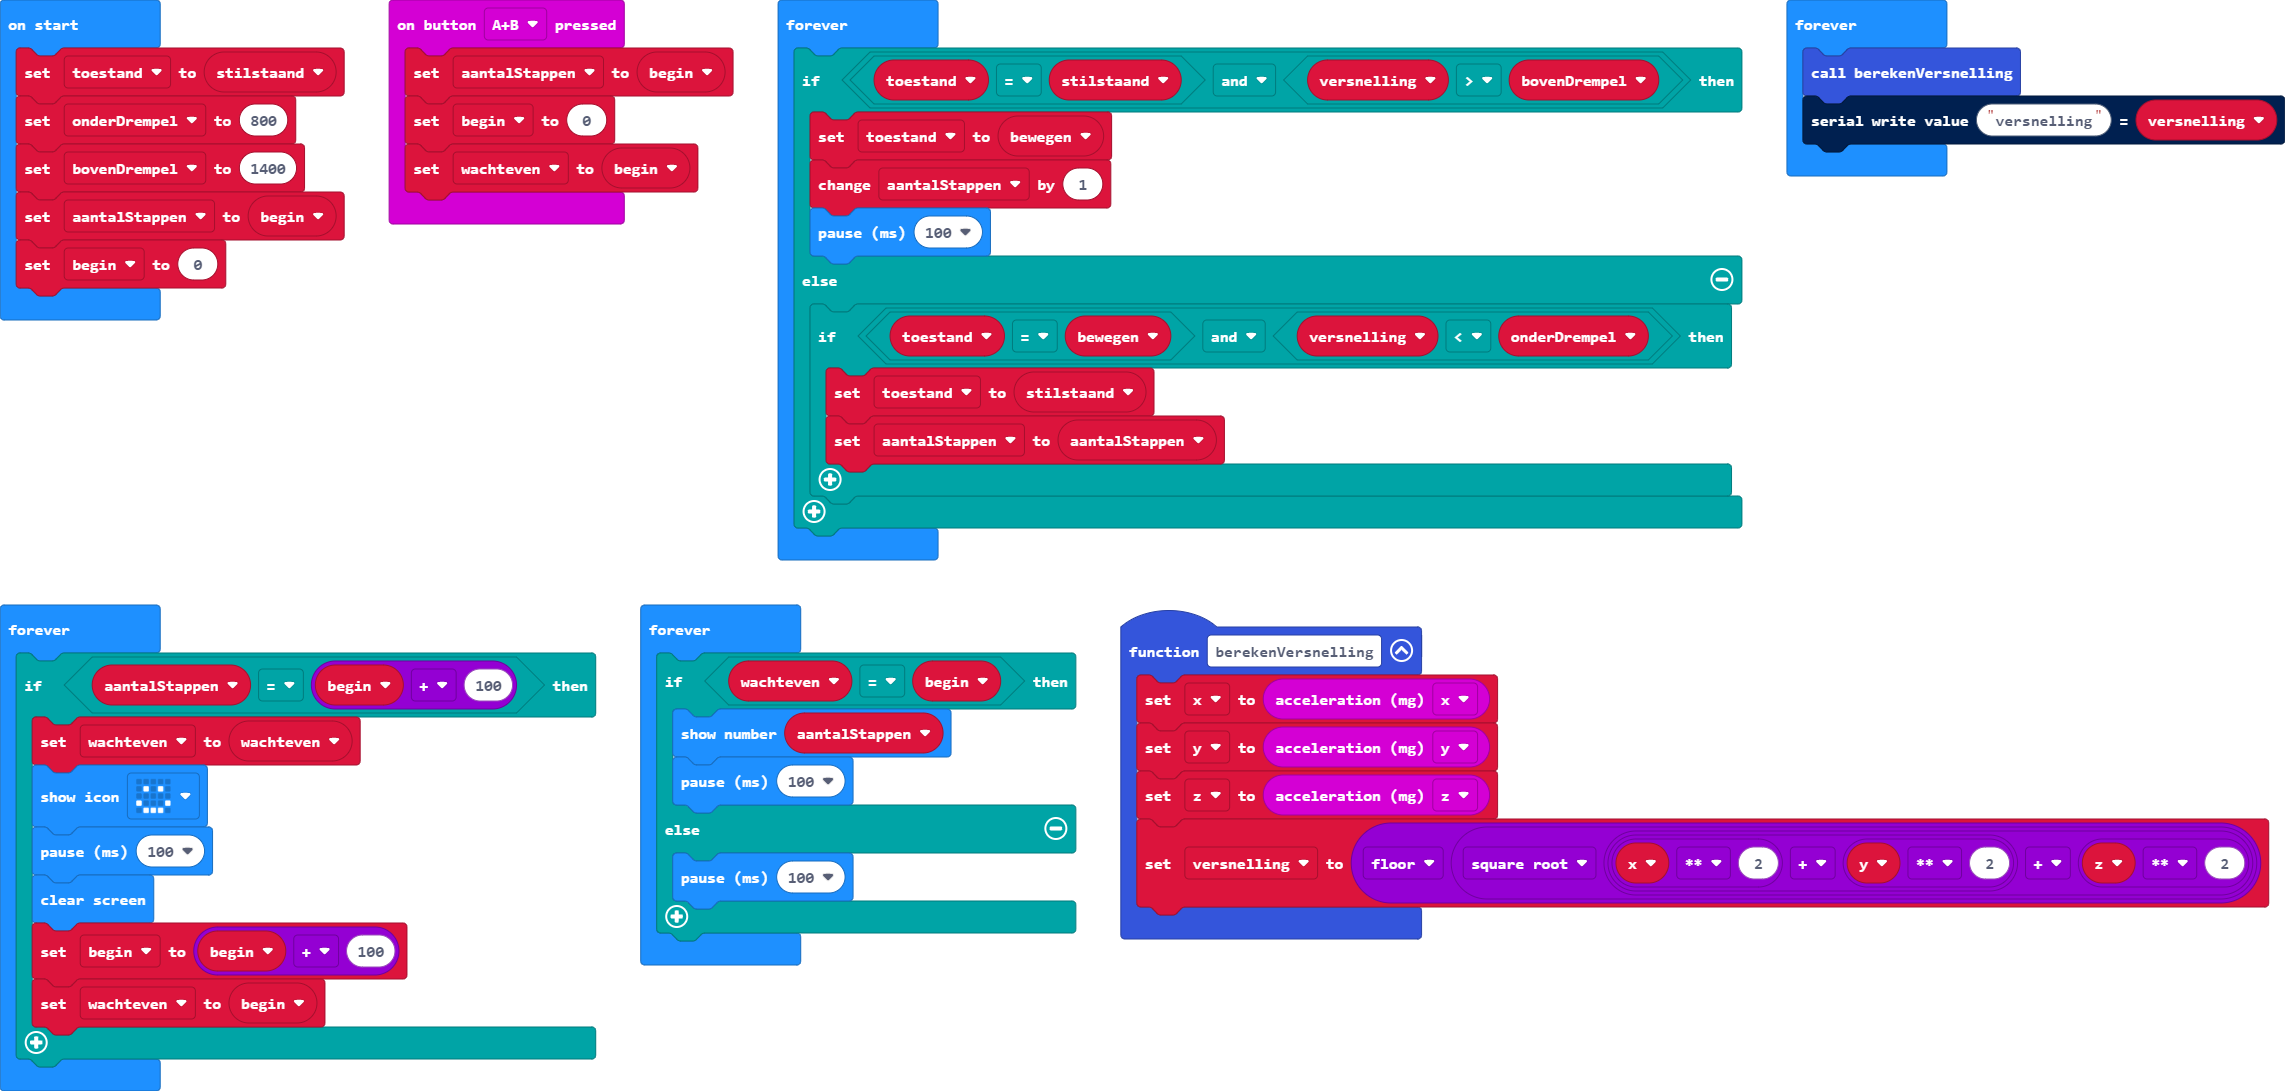 on start
set toestand to stilstaand
set onderDrempel to 800
set bovenDrempel to 1400
set aantalStappen to begin
set begin to 0
on button A+B pressed
set aantalStappen to begin
set begin to 0
set wachteven to begin
forever
if toestand = stilstaand and versnelling > bovenDrempel then
set toestand to bewegen
change aantalStappen by 1
pause (ms) 100
else
if toestand = bewegen and versnelling < onderDrempel then
set toestand to stilstaand
set aantalStappen to aantalStappen
forever
call berekenVersnelling
serial write value "versnelling" = versnelling
forever
if aantalStappen = begin + 100 then
set wachteven to wachteven
show icon
pause (ms) 100
clear screen
set begin to begin + 100
set wachteven to begin
forever
if wachteven = begin then
show number aantalStappen
pause (ms) 100
else
pause (ms) 100
function berekenVersnelling
set x to acceleration (mg) x
set y to acceleration (mg) y
set z to acceleration (mg) z
set versnelling to floor square root x ** 2 + y ** 2 + z ** 2